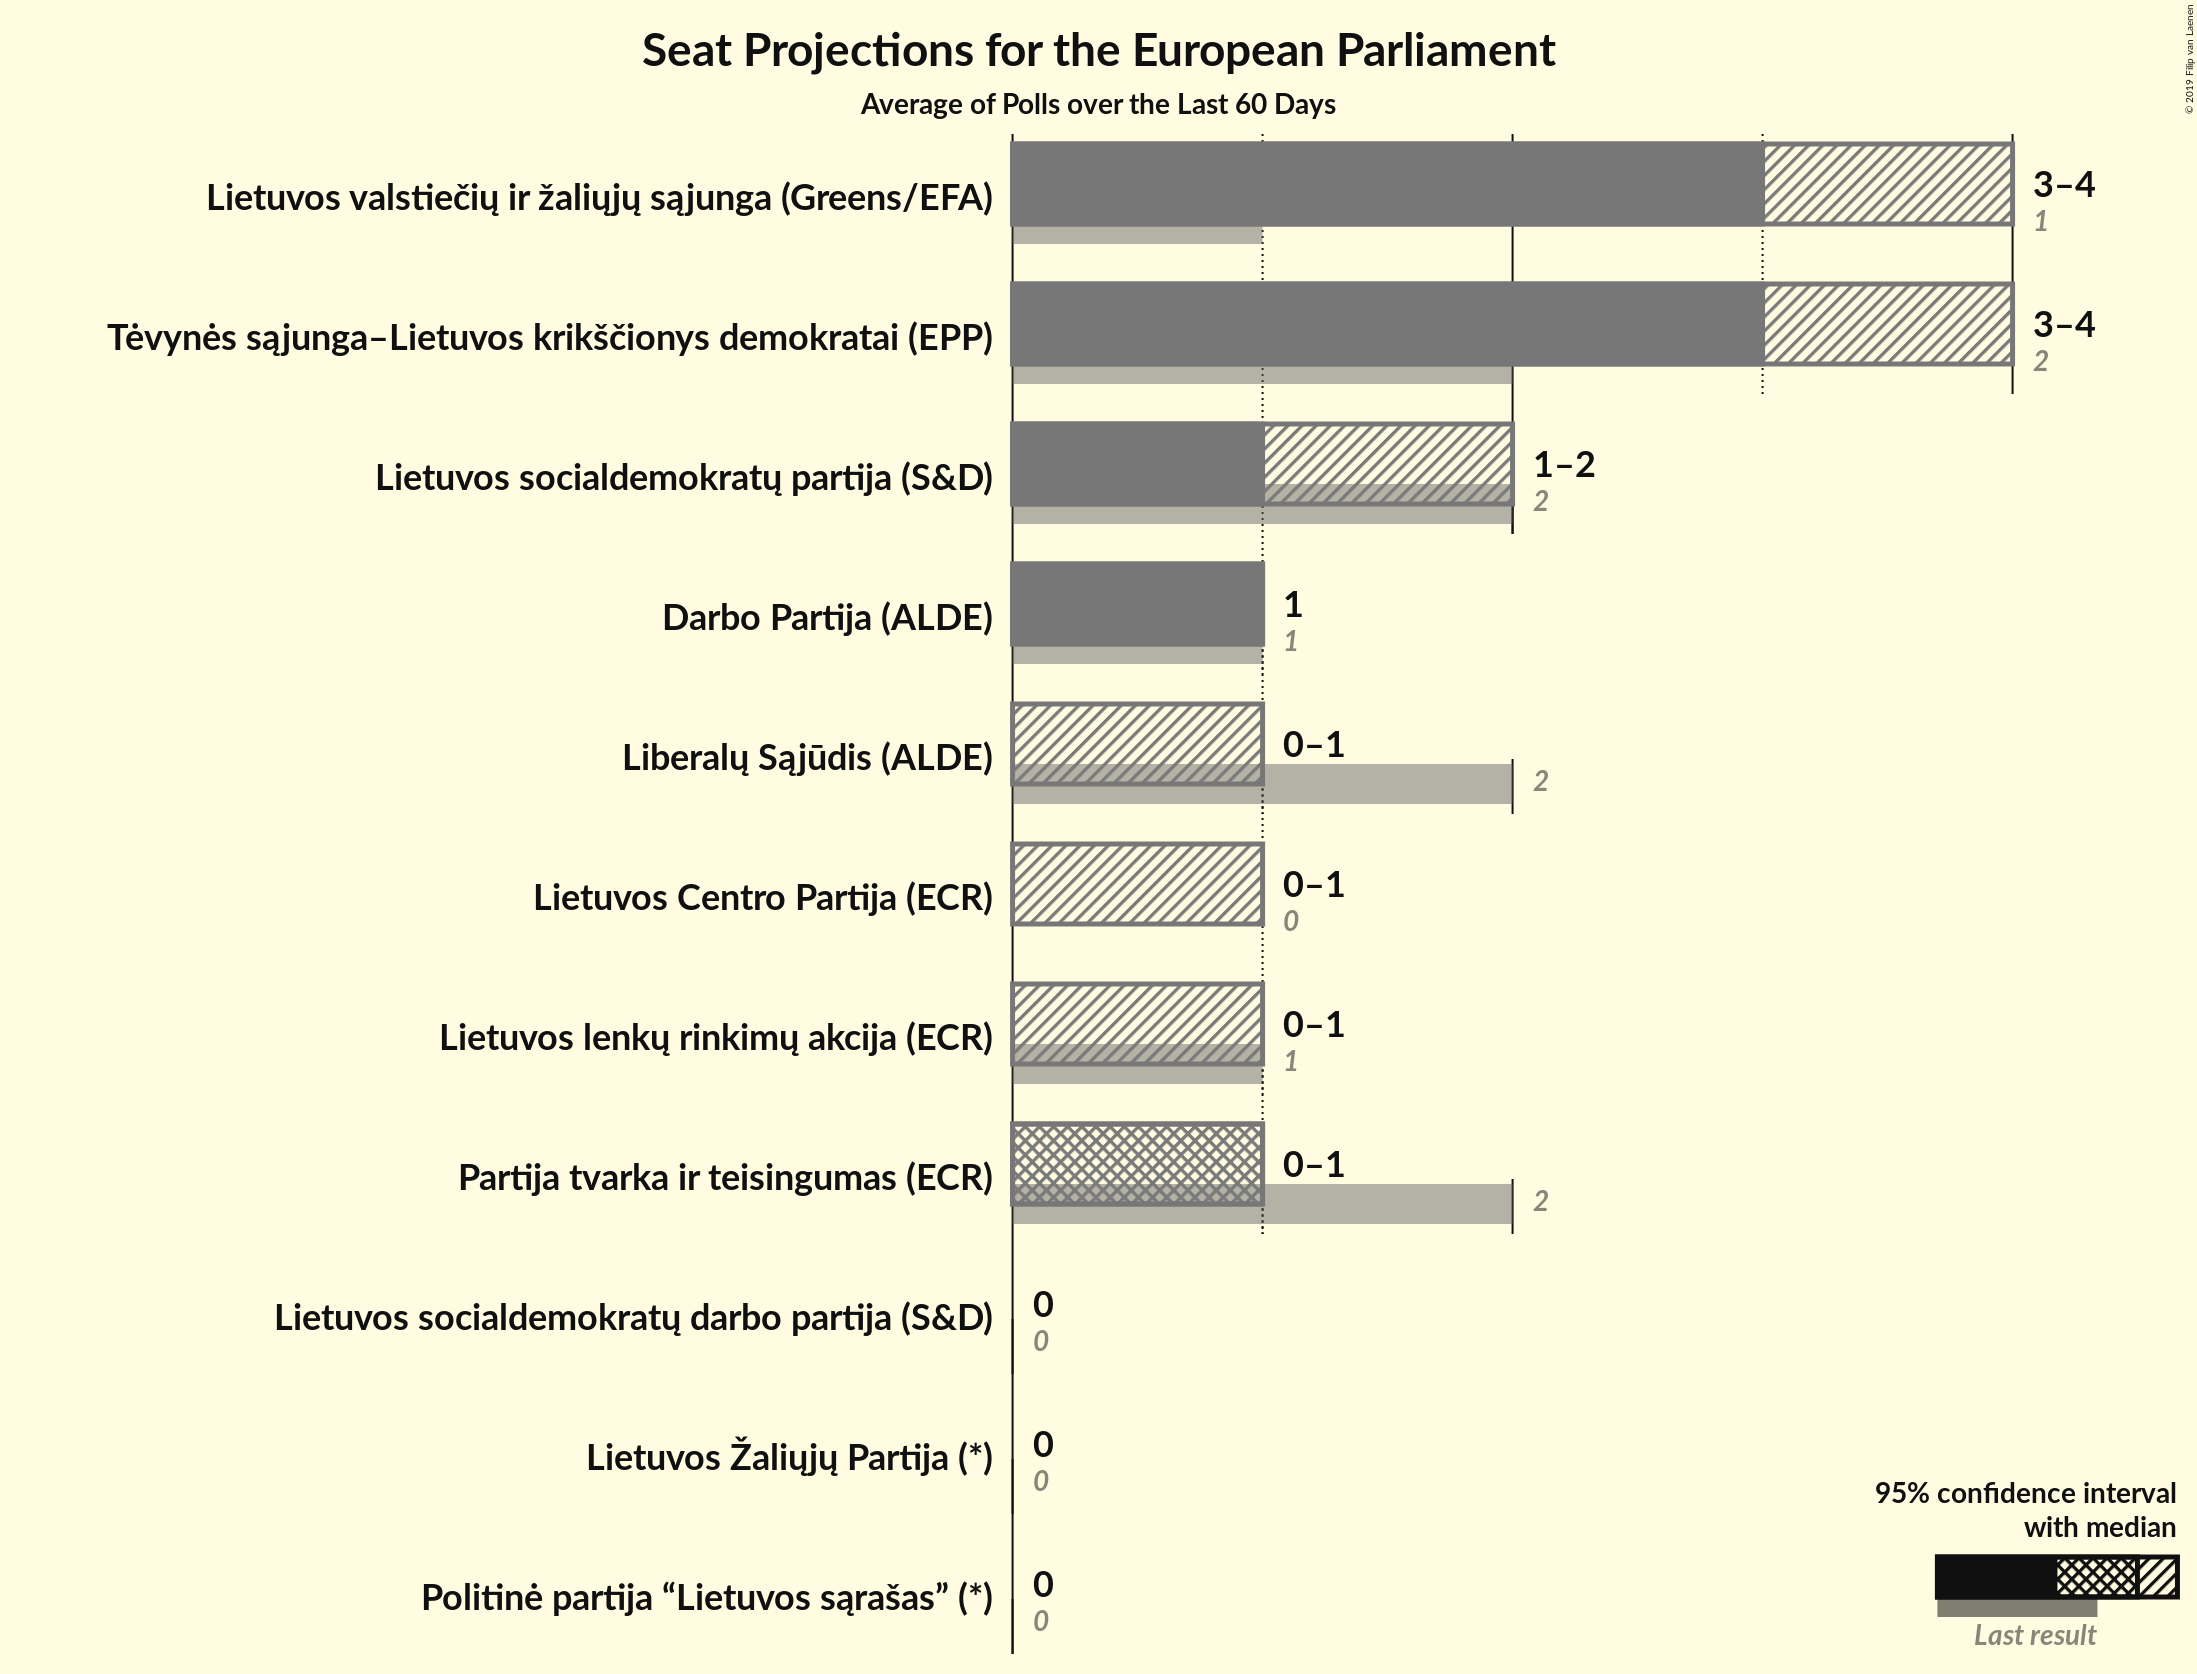 Seat Projections for the European Parliament
Average of Polls over the Last 60 Days
© 2019 Filip van Laenen
Lietuvos valstiečių ir žaliųjų sąjunga (Greens/EFA)
3–4
1
Tėvynės sąjunga–Lietuvos krikščionys demokratai (EPP)
3–4
2
Lietuvos socialdemokratų partija (S&D)
1–2
2
Darbo Partija (ALDE)
1
1
Liberalų Sąjūdis (ALDE)
0–1
2
Lietuvos Centro Partija (ECR)
0–1
0
Lietuvos lenkų rinkimų akcija (ECR)
0–1
1
Partija tvarka ir teisingumas (ECR)
0–1
2
Lietuvos socialdemokratų darbo partija (S&D)
0
0
Lietuvos Žaliųjų Partija (*)
0
0
Politinė partija “Lietuvos sąrašas” (*)
0
0
95% confidence interval
with median
Last result